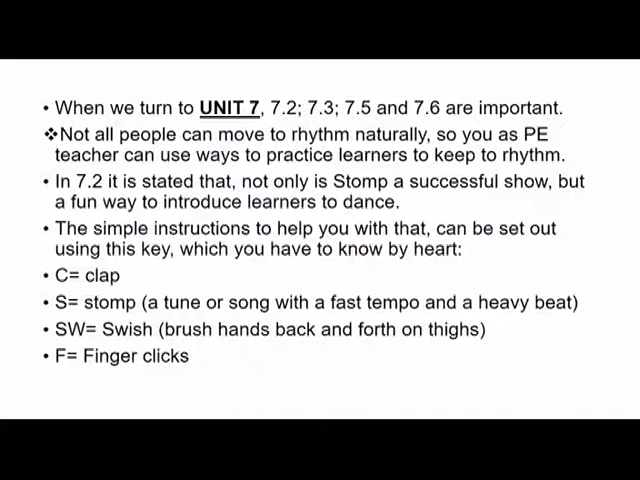 • When we turn to UNIT 7, 7.2; 7.3; 7.5 and 7.6 are important.
❖Not all people can move to rhythm naturally, so you as PE
teacher can use ways to practice learners to keep to rhythm.
• In 7.2 it is stated that, not only is Stomp a successful show, but
a fun way to introduce learners to dance.
• The simple instructions to help you with that, can be set out
using this key, which you have to know by heart:
• C= clap
• S= stomp (a tune or song with a fast tempo and a heavy beat)
• SW= Swish (brush hands back and forth on thighs)
• F= Finger clicks